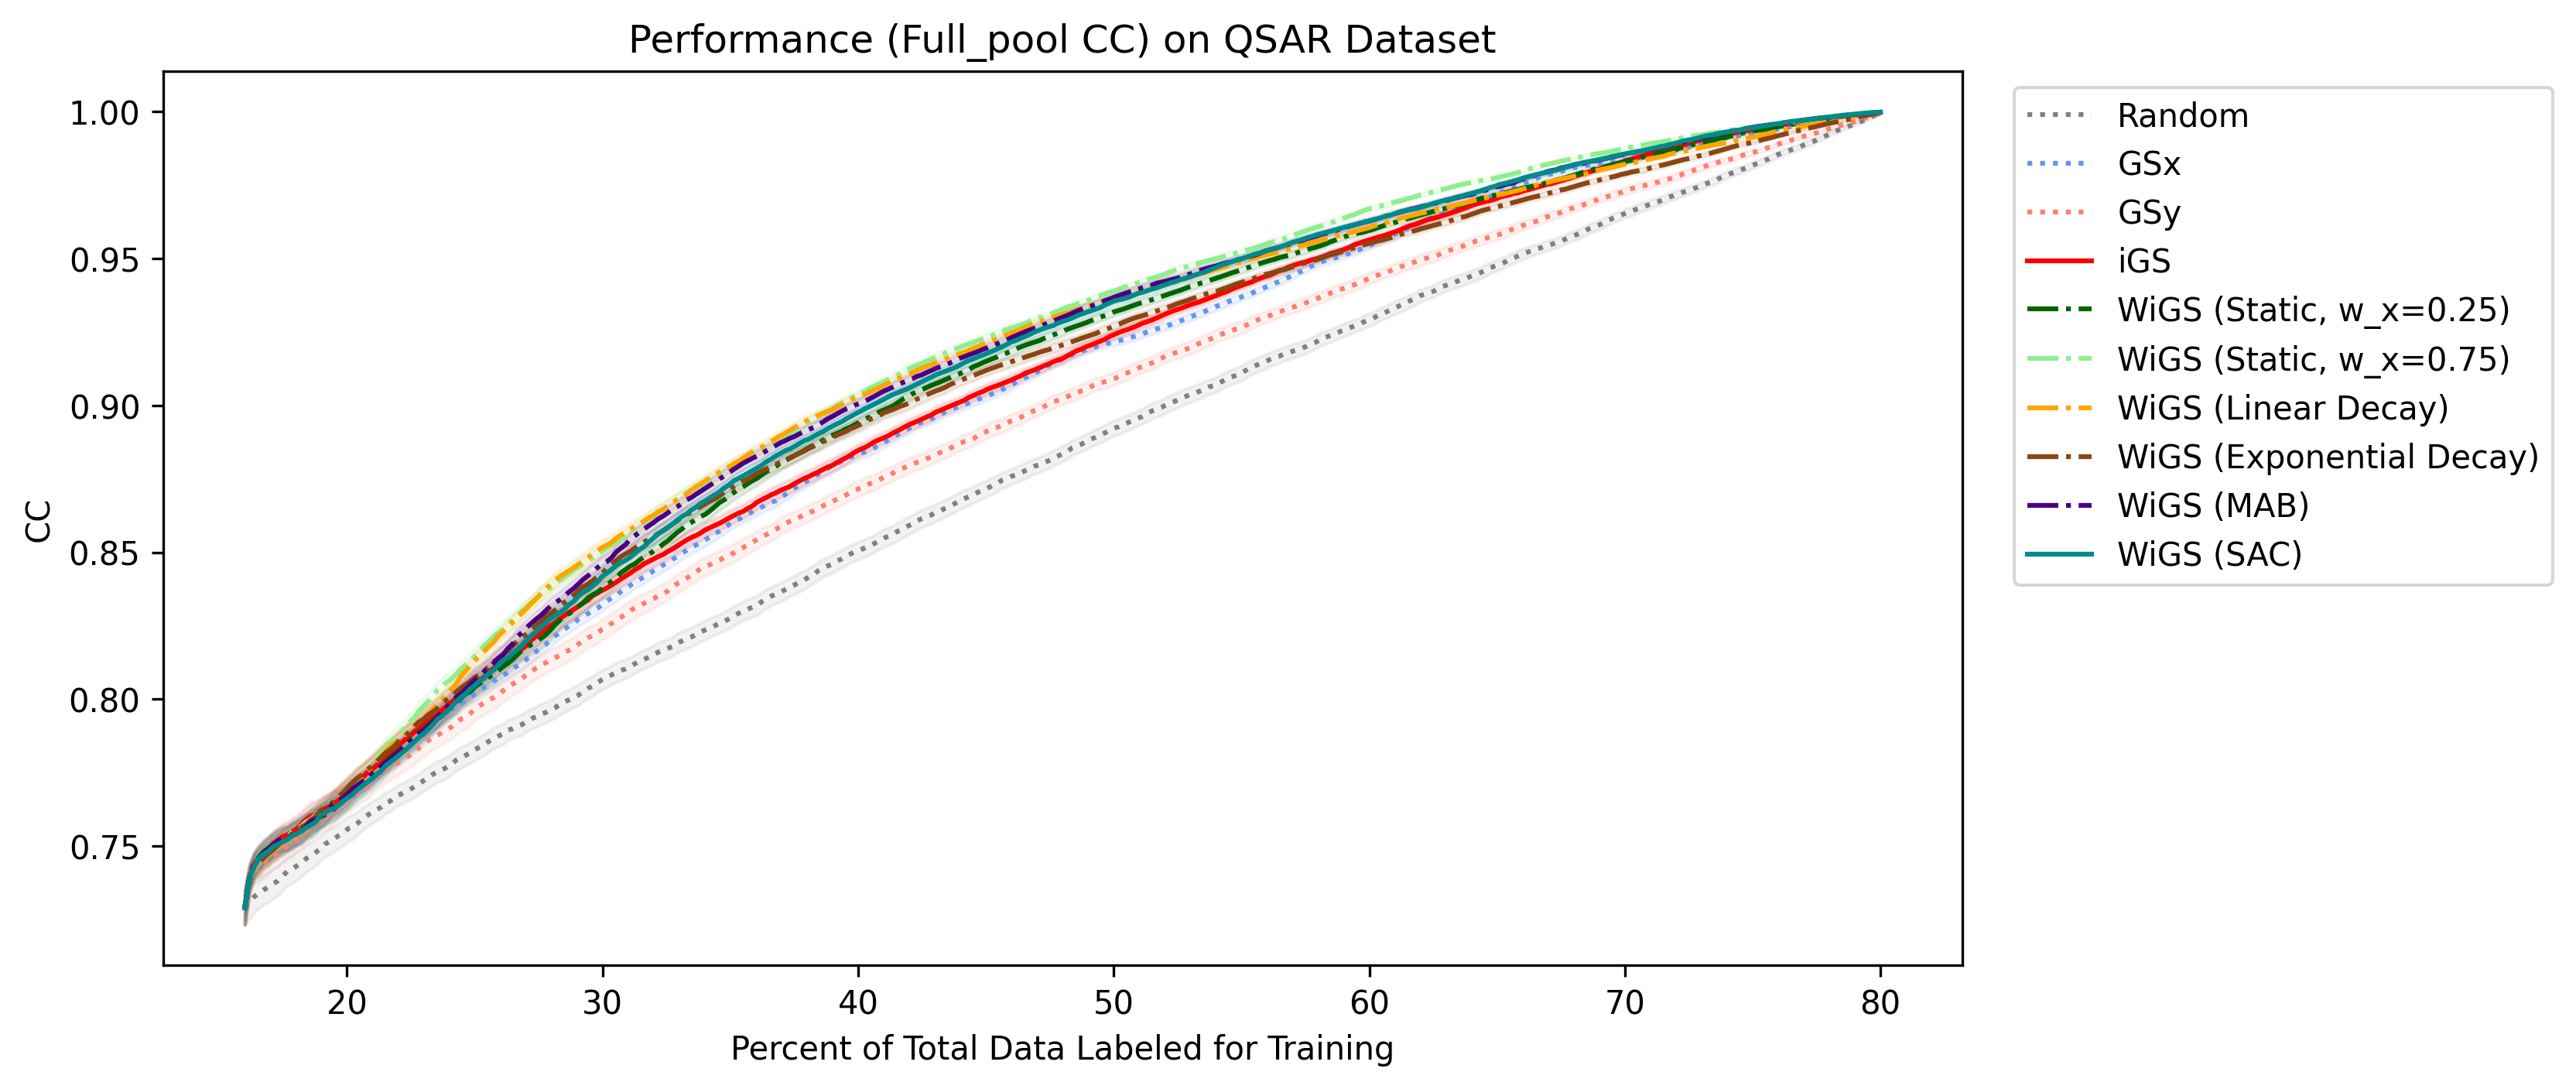 Performance (Full_pool CC) on QSAR Dataset
1.00
0.95
0.90
0.85
0.80
0.75
CC
20 30 40 50 60 70 80
Percent of Total Data Labeled for Training
Random
GSx
GSy
iGS
WiGS (Static, w_x=0.25)
WiGS (Static, w_x=0.75)
WiGS (Linear Decay)
WiGS (Exponential Decay)
WiGS (MAB)
WiGS (SAC)